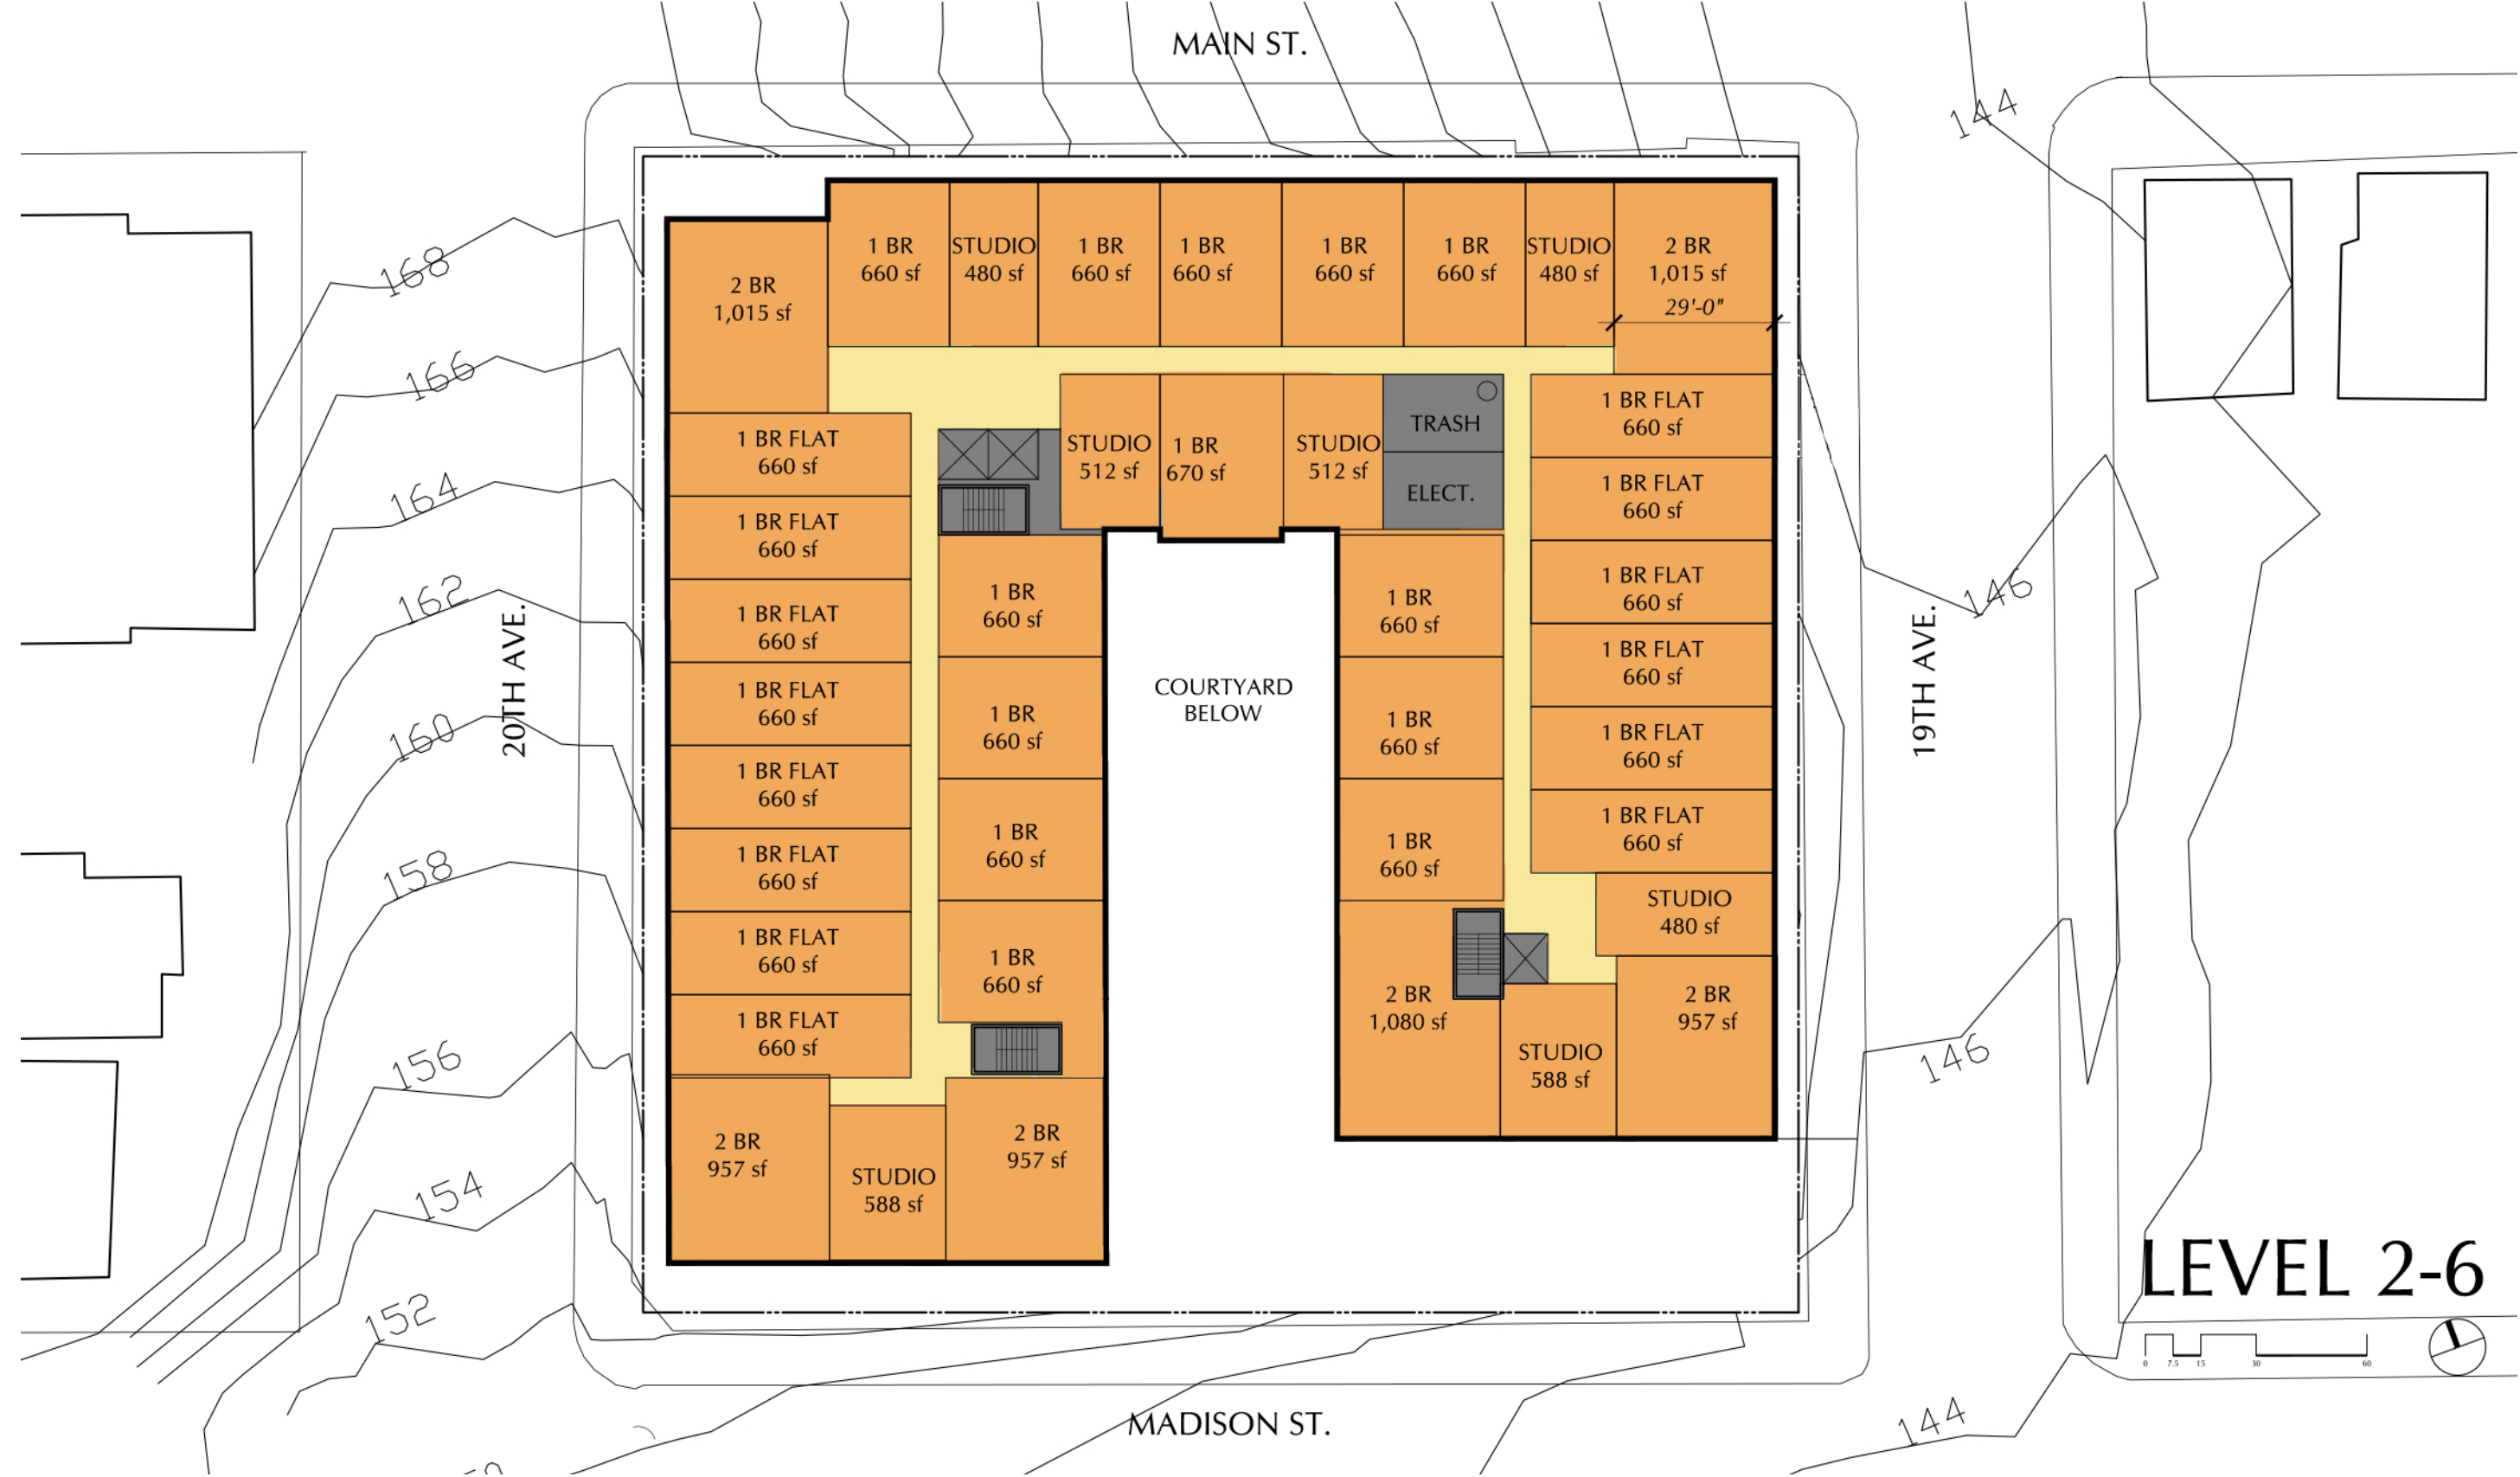 MAIN ST.
144
168
166
164
162
160
158
156
154
152
20TH AVE.
2 BR
1,015 sf
1 BR
660 sf
STUDIO
480 sf
1 BR
660 sf
1 BR
660 sf
1 BR
660 sf
1 BR
660 sf
STUDIO
480 sf
2 BR
1,015 sf
29'-0"
1 BR FLAT
660 sf
1 BR FLAT
660 sf
1 BR FLAT
660 sf
1 BR FLAT
660 sf
1 BR FLAT
660 sf
1 BR FLAT
660 sf
1 BR FLAT
660 sf
1 BR FLAT
660 sf
2 BR
957 sf
STUDIO
588 sf
2 BR
957 sf
STUDIO
512 sf
1 BR
670 sf
STUDIO
512 sf
TRASH
ELECT.
1 BR
660 sf
1 BR
660 sf
1 BR
660 sf
1 BR
660 sf
COURTYARD
BELOW
1 BR
660 sf
1 BR
660 sf
1 BR
660 sf
2 BR
1,080 sf
1 BR FLAT
660 sf
1 BR FLAT
660 sf
1 BR FLAT
660 sf
1 BR FLAT
660 sf
1 BR FLAT
660 sf
1 BR FLAT
660 sf
STUDIO
480 sf
STUDIO
588 sf
2 BR
957 sf
19TH AVE.
146
146
144
MADISON ST.
LEVEL 2-6
0 7.5 15 30 60